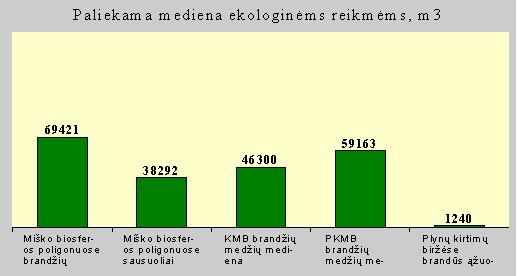 Paliekama mediena ekologinėms reikmėms, m3
69421
38292
46300
59163
1240
Miško biosfer-
os poligonuose
brandžių
Miško biosfer-
os poligonuose
sausuoliai
KMB brandžių
medžių medi-
ena
PKMB
brandžių
medžių me-
Plynų kirtimų
biržėse
brandūs ąžuo-